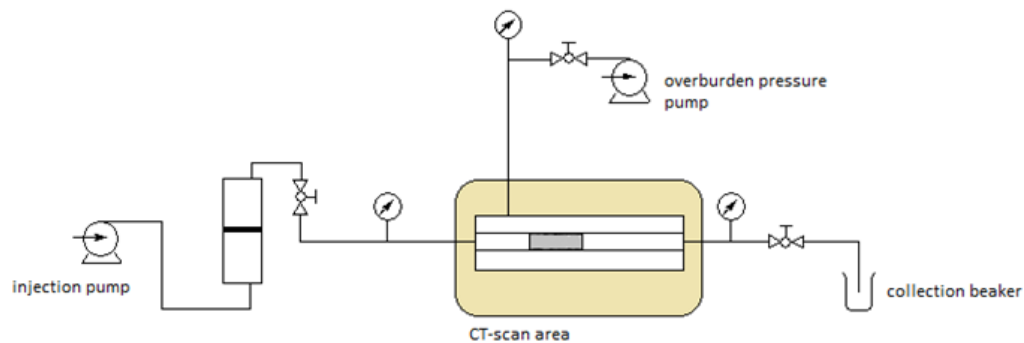 overburden pressure
pump
injection pump
collection beaker
CT-scan area